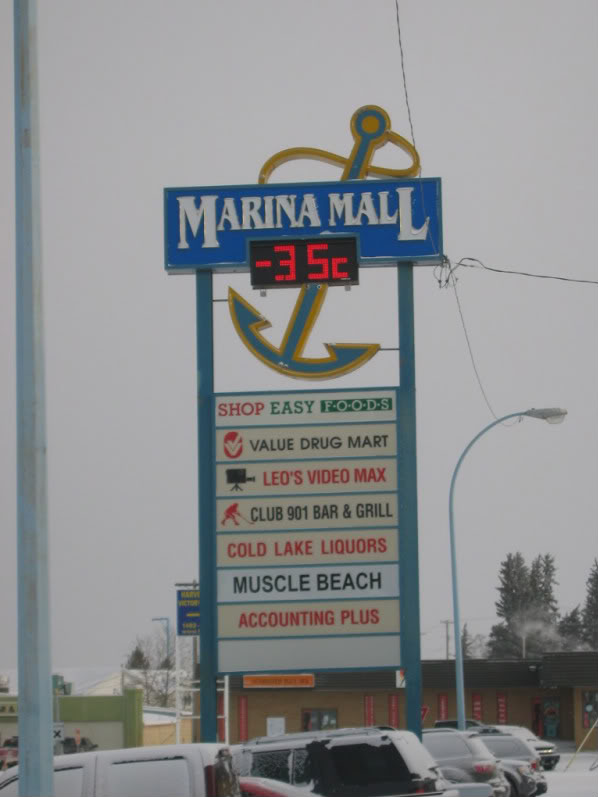 MARINA MALL
-35c
SHOP EASY F·O·O·D·S
VALUE DRUG MART
LEO'S VIDEO MAX
CLUB 901 BAR & GRILL
COLD LAKE LIQUORS
MUSCLE BEACH
ACCOUNTING PLUS